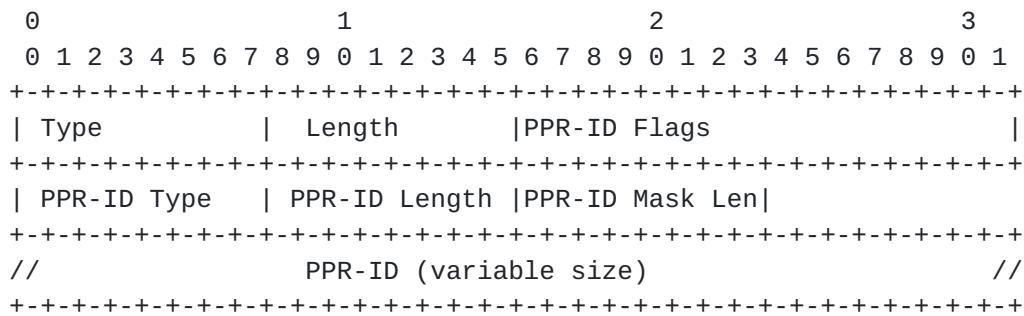 0                   1                   2                   3
 0 1 2 3 4 5 6 7 8 9 0 1 2 3 4 5 6 7 8 9 0 1 2 3 4 5 6 7 8 9 0 1
+-+-+-+-+-+-+-+-+-+-+-+-+-+-+-+-+-+-+-+-+-+-+-+-+-+-+-+-+-+-+-+-+
| Type          |  Length       |PPR-ID Flags                   |
+-+-+-+-+-+-+-+-+-+-+-+-+-+-+-+-+-+-+-+-+-+-+-+-+-+-+-+-+-+-+-+-+
| PPR-ID Type   | PPR-ID Length |PPR-ID Mask Len|
+-+-+-+-+-+-+-+-+-+-+-+-+-+-+-+-+-+-+-+-+-+-+-+-+-+-+-+-+-+-+-+-+
//                 PPR-ID (variable size)                      //
+-+-+-+-+-+-+-+-+-+-+-+-+-+-+-+-+-+-+-+-+-+-+-+-+-+-+-+-+-+-+-+-+